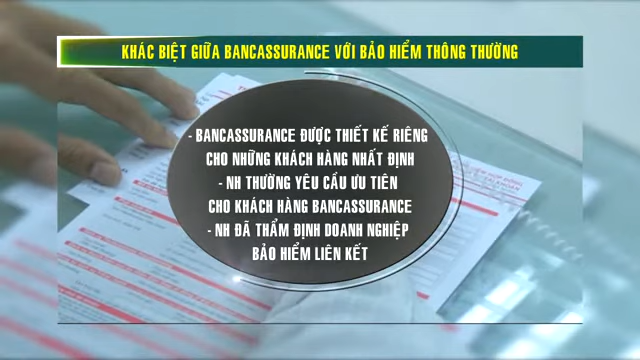 KHÁC BIỆT GIỮA BANCASSURANCE VỚI BẢO HIỂM THÔNG THƯỜNG
- BANCASSURANCE ĐƯỢC THIẾT KẾ RIÊNG
CHO NHỮNG KHÁCH HÀNG NHẤT ĐỊNH
- NH THƯỜNG YÊU CẦU ƯU TIÊN
CHO KHÁCH HÀNG BANCASSURANCE
- NH ĐÃ THẨM ĐỊNH DOANH NGHIỆP
BẢO HIỂM LIÊN KẾT